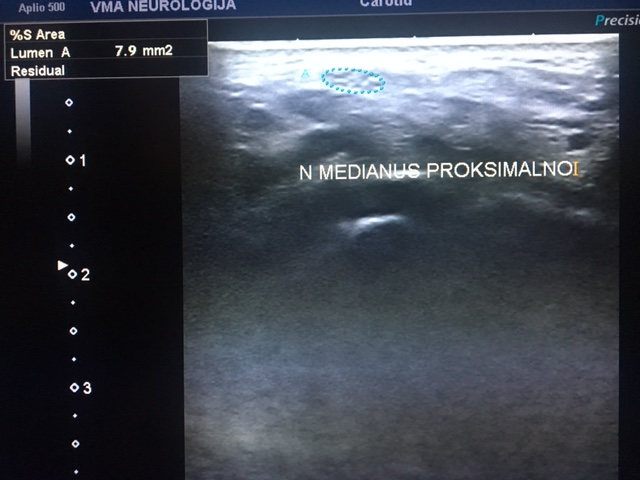 Aplio 500 VMA NEUROLOGIJA Carotid
Precisi
%S Area
Lumen A 7.9 mm2
Residual
A
1
N MEDIANUS PROKSIMALNO
2
3